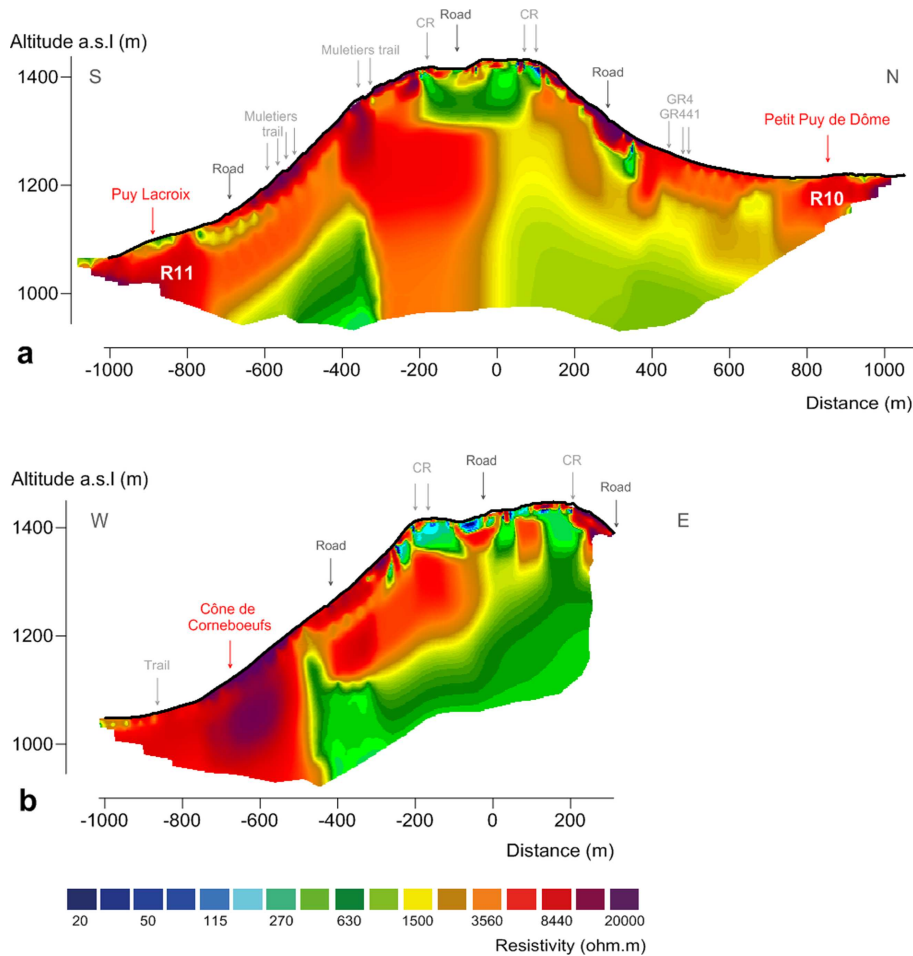 Altitude a.s.l (m)
S
N
CR
Road
CR
Muletiers trail
Road
GR4
GR441
Petit Puy de Dôme
Muletiers
trail
Road
Puy Lacroix
R10
R11
1400
1200
1000
a
-1000 -800 -600 -400 -200 0 200 400 600 800 1000
Distance (m)
Altitude a.s.l (m)
W
E
CR
Road
CR
Road
Road
Cône de
Corneboeufs
Trail
1400
1200
1000
b
-1000 -800 -600 -400 -200 0 200
Distance (m)
20 50 115 270 630 1500 3560 8440 20000
Resistivity (ohm.m)